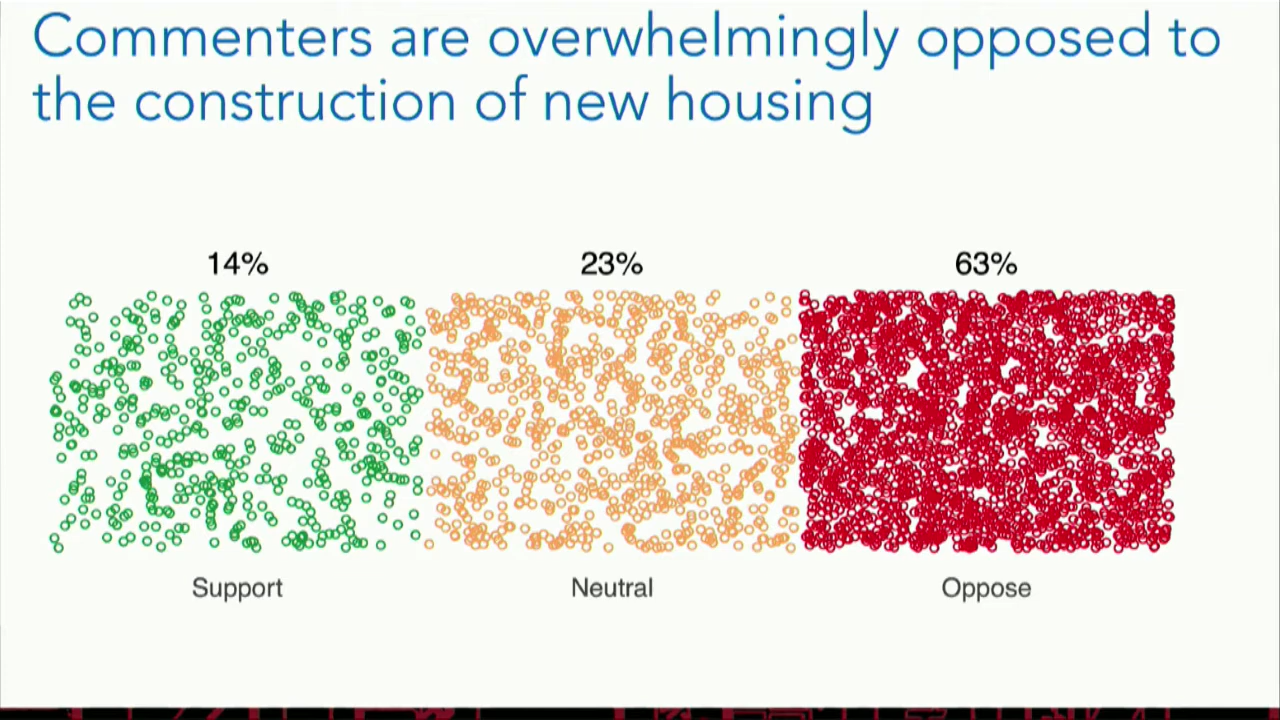 Commenters are overwhelmingly opposed to
the construction of new housing
14% 23% 63%
Support Neutral Oppose